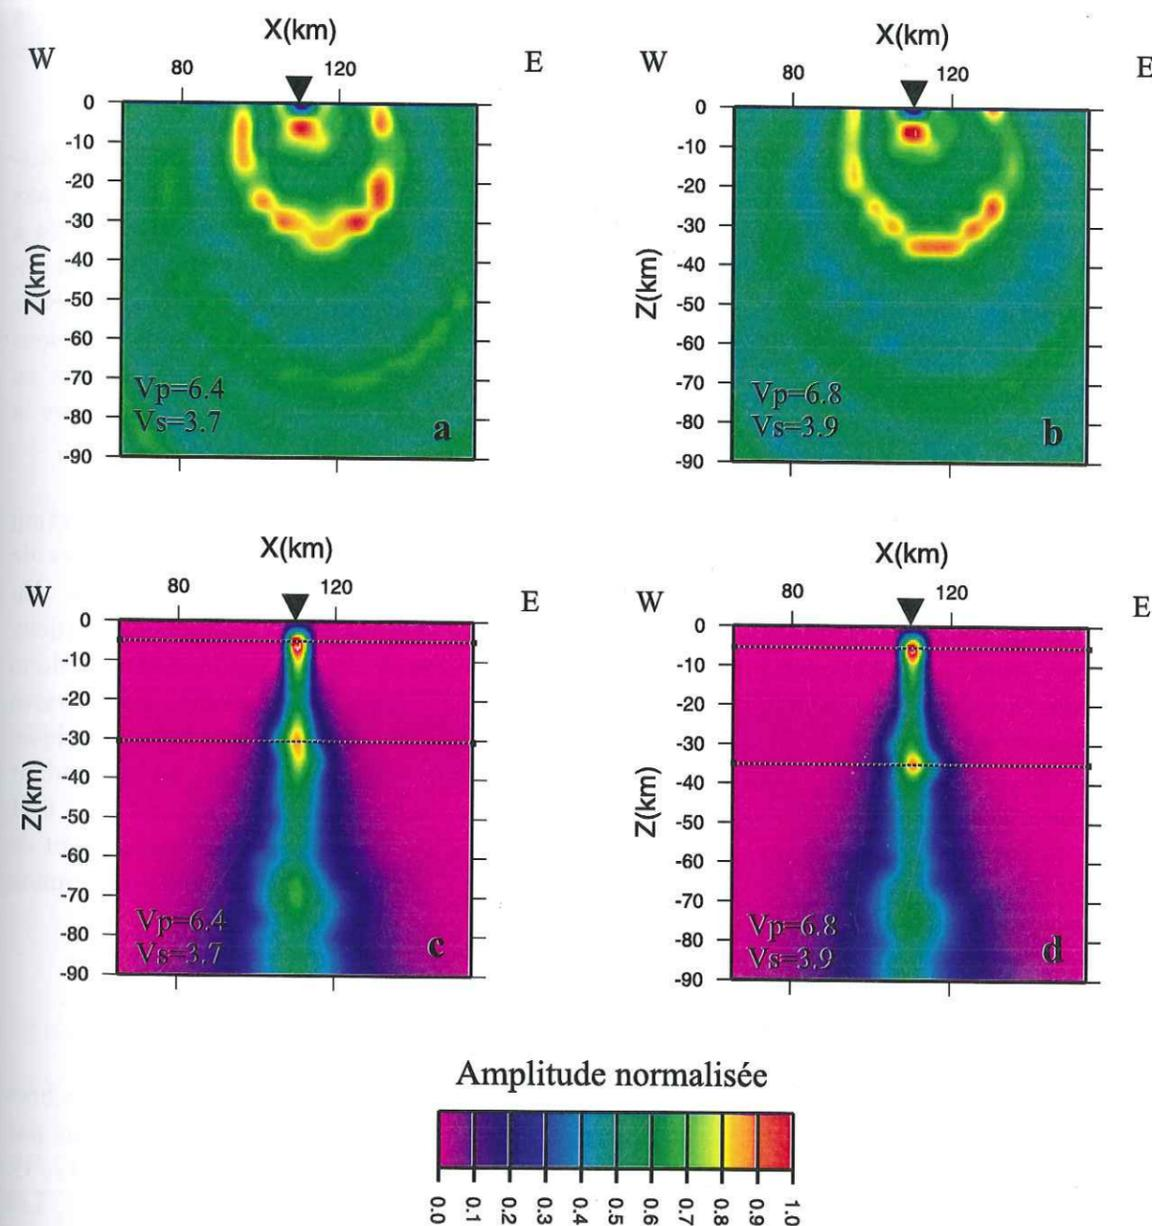 X(km)
X(km)
W
80
120
E
W
80
120
E
0
-10
-20
-30
-40
-50
-60
-70
-80
-90
Z(km)
Vp=6.4
Vs=3.7
a
0
-10
-20
-30
-40
-50
-60
-70
-80
-90
Z(km)
Vp=6.8
Vs=3.9
b
X(km)
X(km)
W
80
120
E
W
80
120
E
0
-10
-20
-30
-40
-50
-60
-70
-80
-90
Z(km)
Vp=6.4
Vs=3.7
c
0
-10
-20
-30
-40
-50
-60
-70
-80
-90
Z(km)
Vp=6.8
Vs=3.9
d
Amplitude normalisée
0.0 0.1 0.2 0.3 0.4 0.5 0.6 0.7 0.8 0.9 1.0